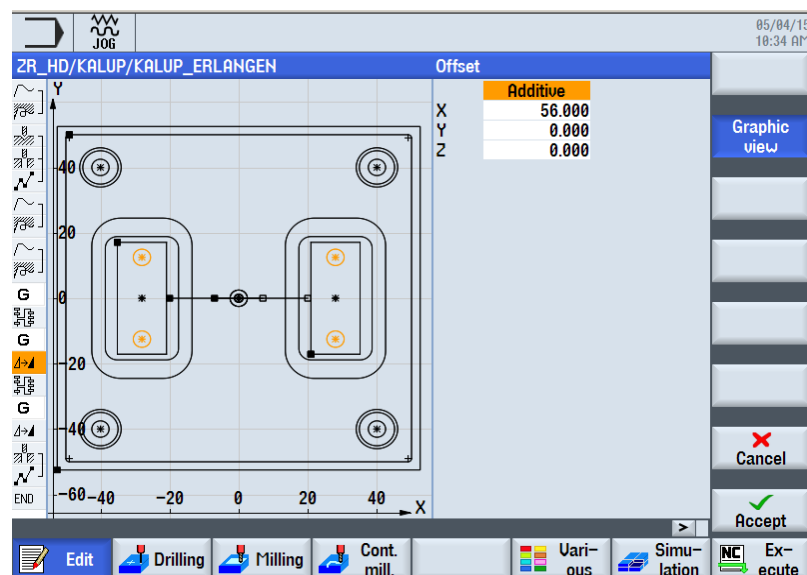 05/04/15
JOG
10:34 AM
ZR_HD/KALUP/KALUP_ERLANGEN
Offset
Y
Additive
X 56.000
Y 0.000
Z 0.000
Graphic
view
40
20
G
0
G
-20
G
-40
END
-60
-40 -20 0 20 40
X
Cancel
Accept
>
Edit
Drilling
Milling
Cont.
mill.
Vari-
ous
Simu-
lation
NC
Ex-
ecute